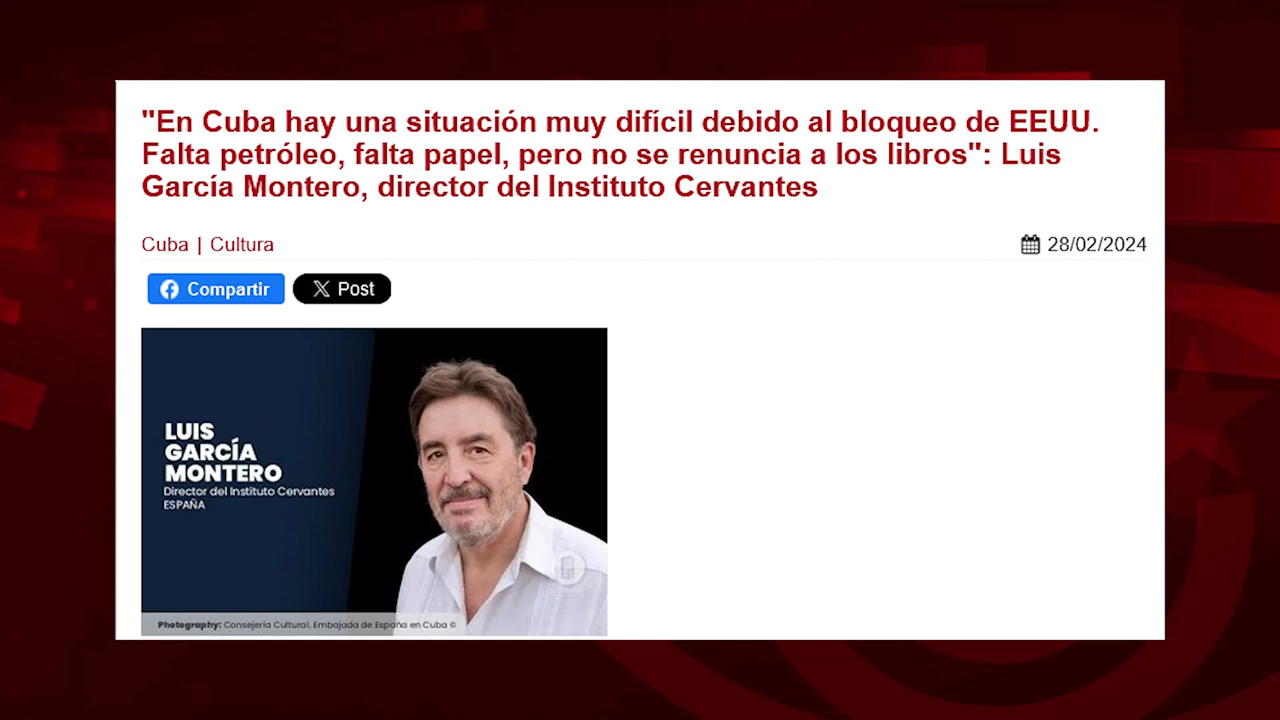 "En Cuba hay una situación muy difícil debido al bloqueo de EEUU.
Falta petróleo, falta papel, pero no se renuncia a los libros": Luis
García Montero, director del Instituto Cervantes
Cuba | Cultura
28/02/2024
Compartir
Post
LUIS
GARCÍA
MONTERO
Director del Instituto Cervantes
ESPAÑA
Photography: Consejería Cultural, Embajada de España en Cuba ©